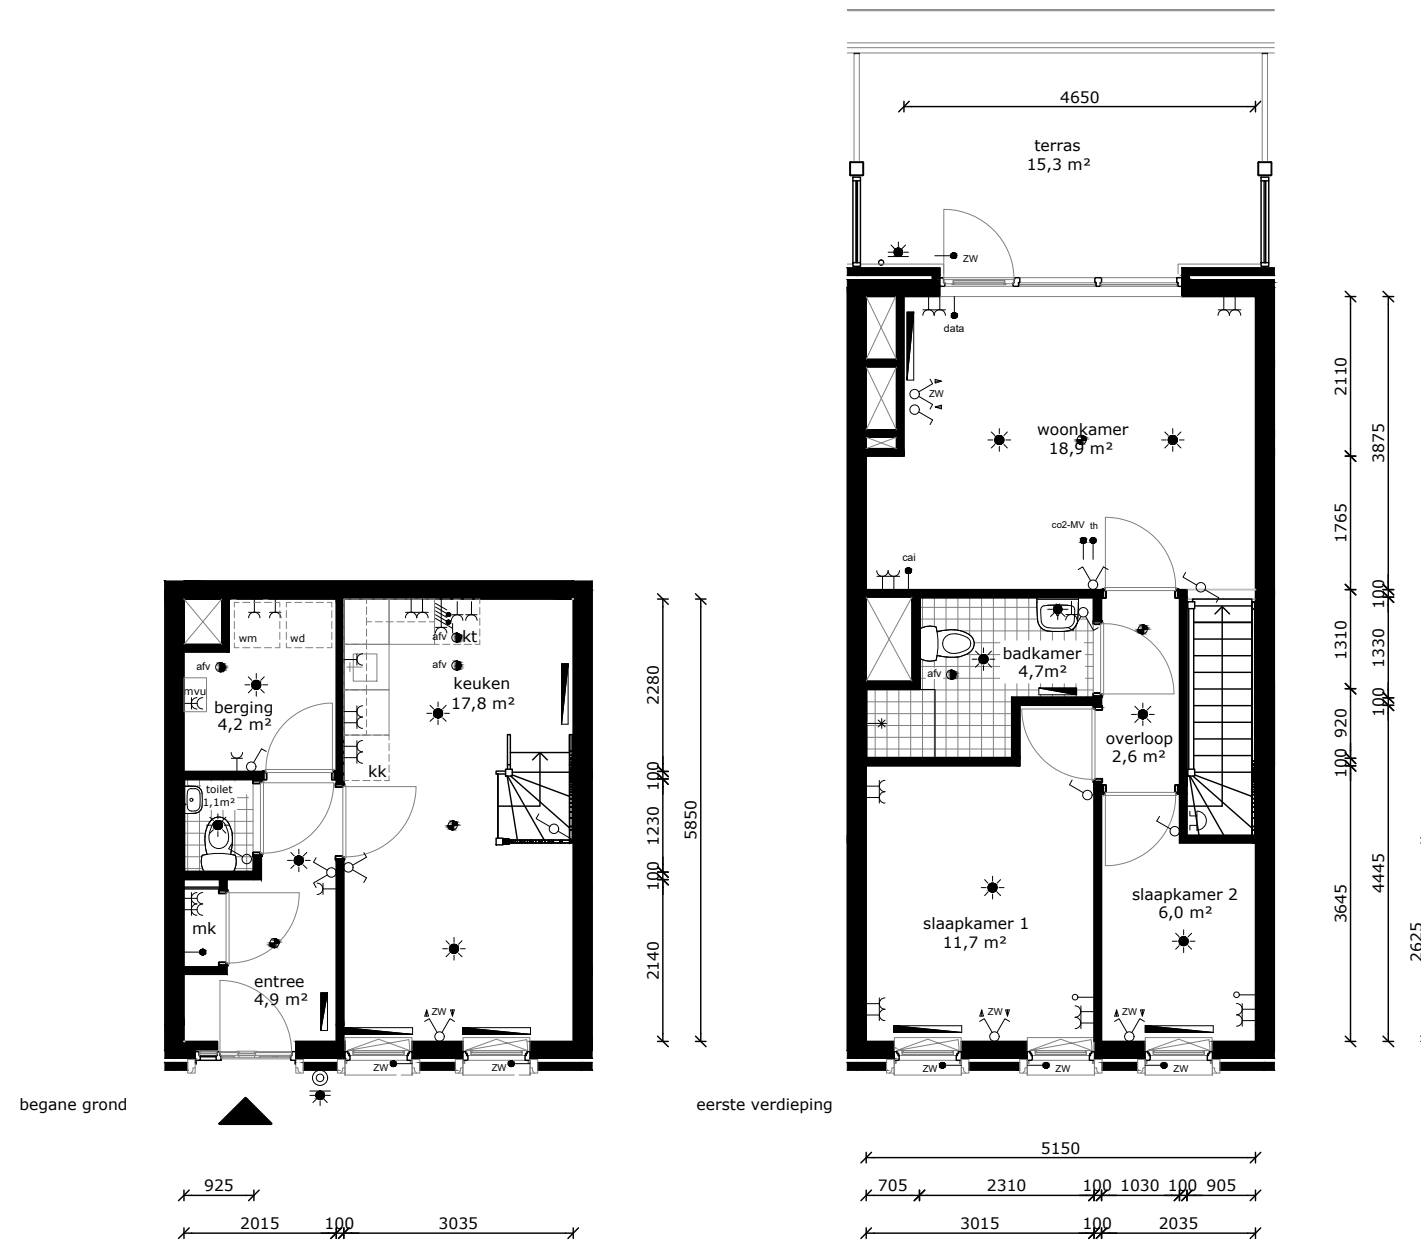 4650
terras
15,3 m²
ZW
data
ZW
woonkamer
18,9 m²
co2-MV
th
cai
2110
3875
1765
100
1310
1330
100
920
100
3645
4445
2625
wm
wd
afv
mvu
berging
4,2 m²
afv
kt
afv
keuken
17,8 m²
kk
toilet
1,1m²
mk
entree
4,9 m²
ZW
ZW
ZW
2280
100
1230
100
2140
5850
badkamer
4,7m²
afv
overloop
2,6 m²
slaapkamer 1
11,7 m²
slaapkamer 2
6,0 m²
ZW
ZW
ZW
ZW
ZW
begane grond
eerste verdieping
925
2015
100
3035
5150
705
2310
100
1030
100
905
3015
100
2035